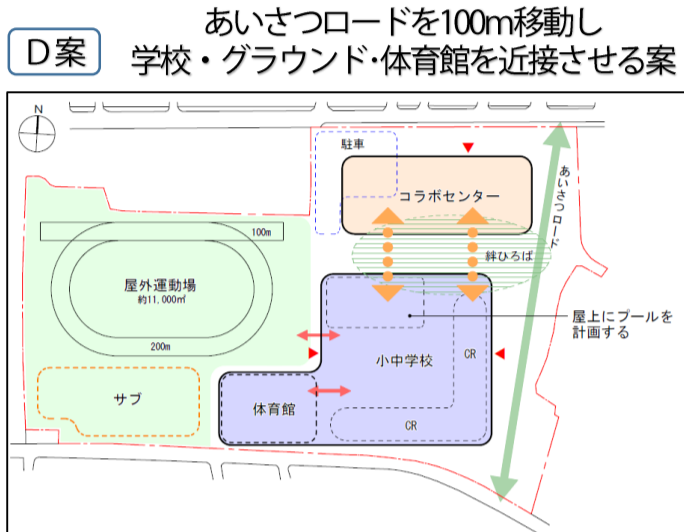 D案
あいさつロードを100m移動し
学校・グラウンド・体育館を近接させる案
N
駐車
コラボセンター
あいさつロード
絆ひろば
100m
屋外運動場
約11.000㎡
200m
屋上にプールを
計画する
小中学校
CR
サブ
体育館
CR